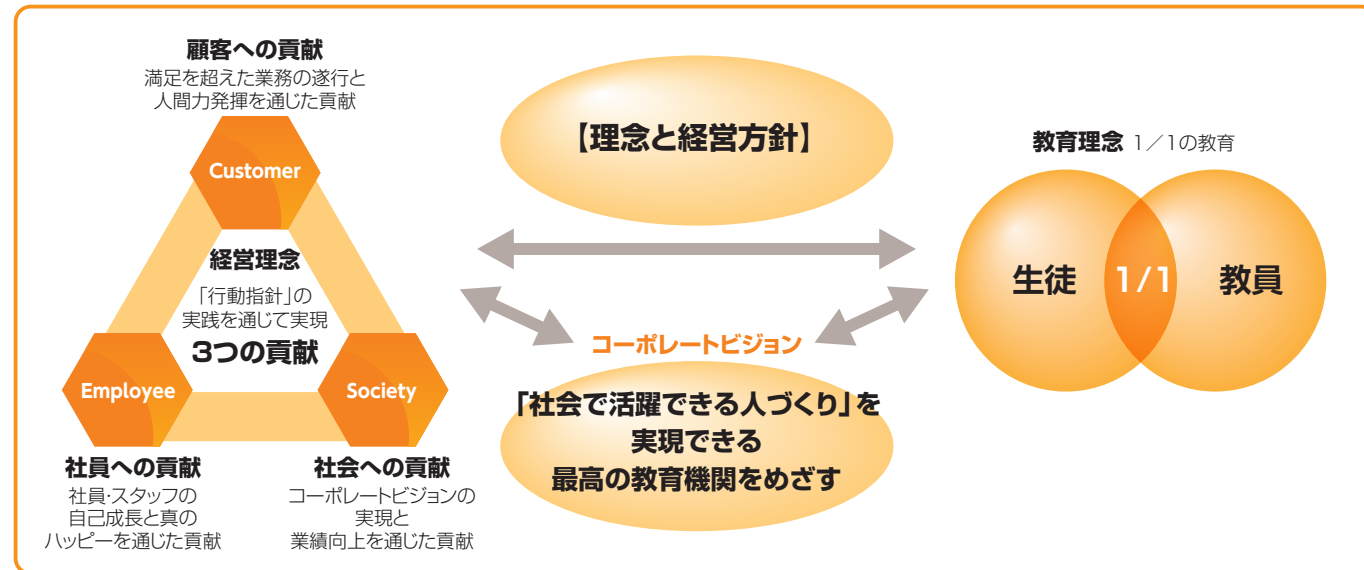 顧客への貢献
満足を超えた業務の遂行と
人間力発揮を通じた貢献
Customer
経営理念
「行動指針」の
実践を通じて実現
3つの貢献
Employee
Society
社員への貢献
社員・スタッフの
自己成長と真の
ハッピーを通じた貢献
社会への貢献
コーポレートビジョンの
実現と
業績向上を通じた貢献
【理念と経営方針】
コーポレートビジョン
「社会で活躍できる人づくり」を
実現できる
最高の教育機関をめざす
教育理念 1／1の教育
生徒
1/1
教員